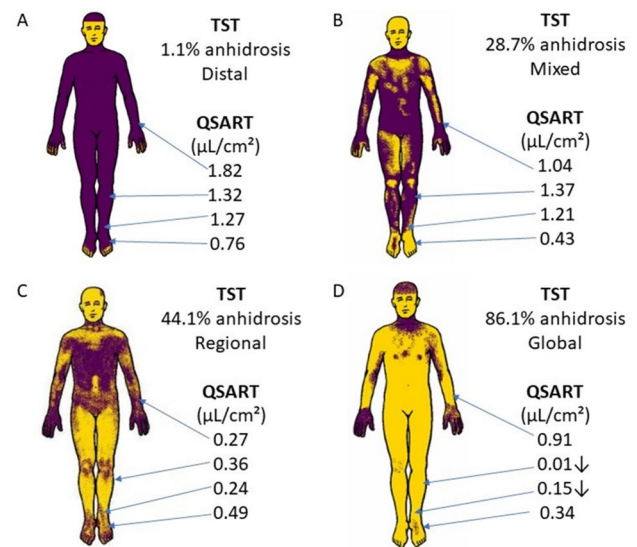 A
TST
1.1% anhidrosis
Distal
QSART
(µL/cm²)
1.82
1.32
1.27
0.76
B
TST
28.7% anhidrosis
Mixed
QSART
(µL/cm²)
1.04
1.37
1.21
0.43
C
TST
44.1% anhidrosis
Regional
QSART
(µL/cm²)
0.27
0.36
0.24
0.49
D
TST
86.1% anhidrosis
Global
QSART
(µL/cm²)
0.91
0.01↓
0.15↓
0.34